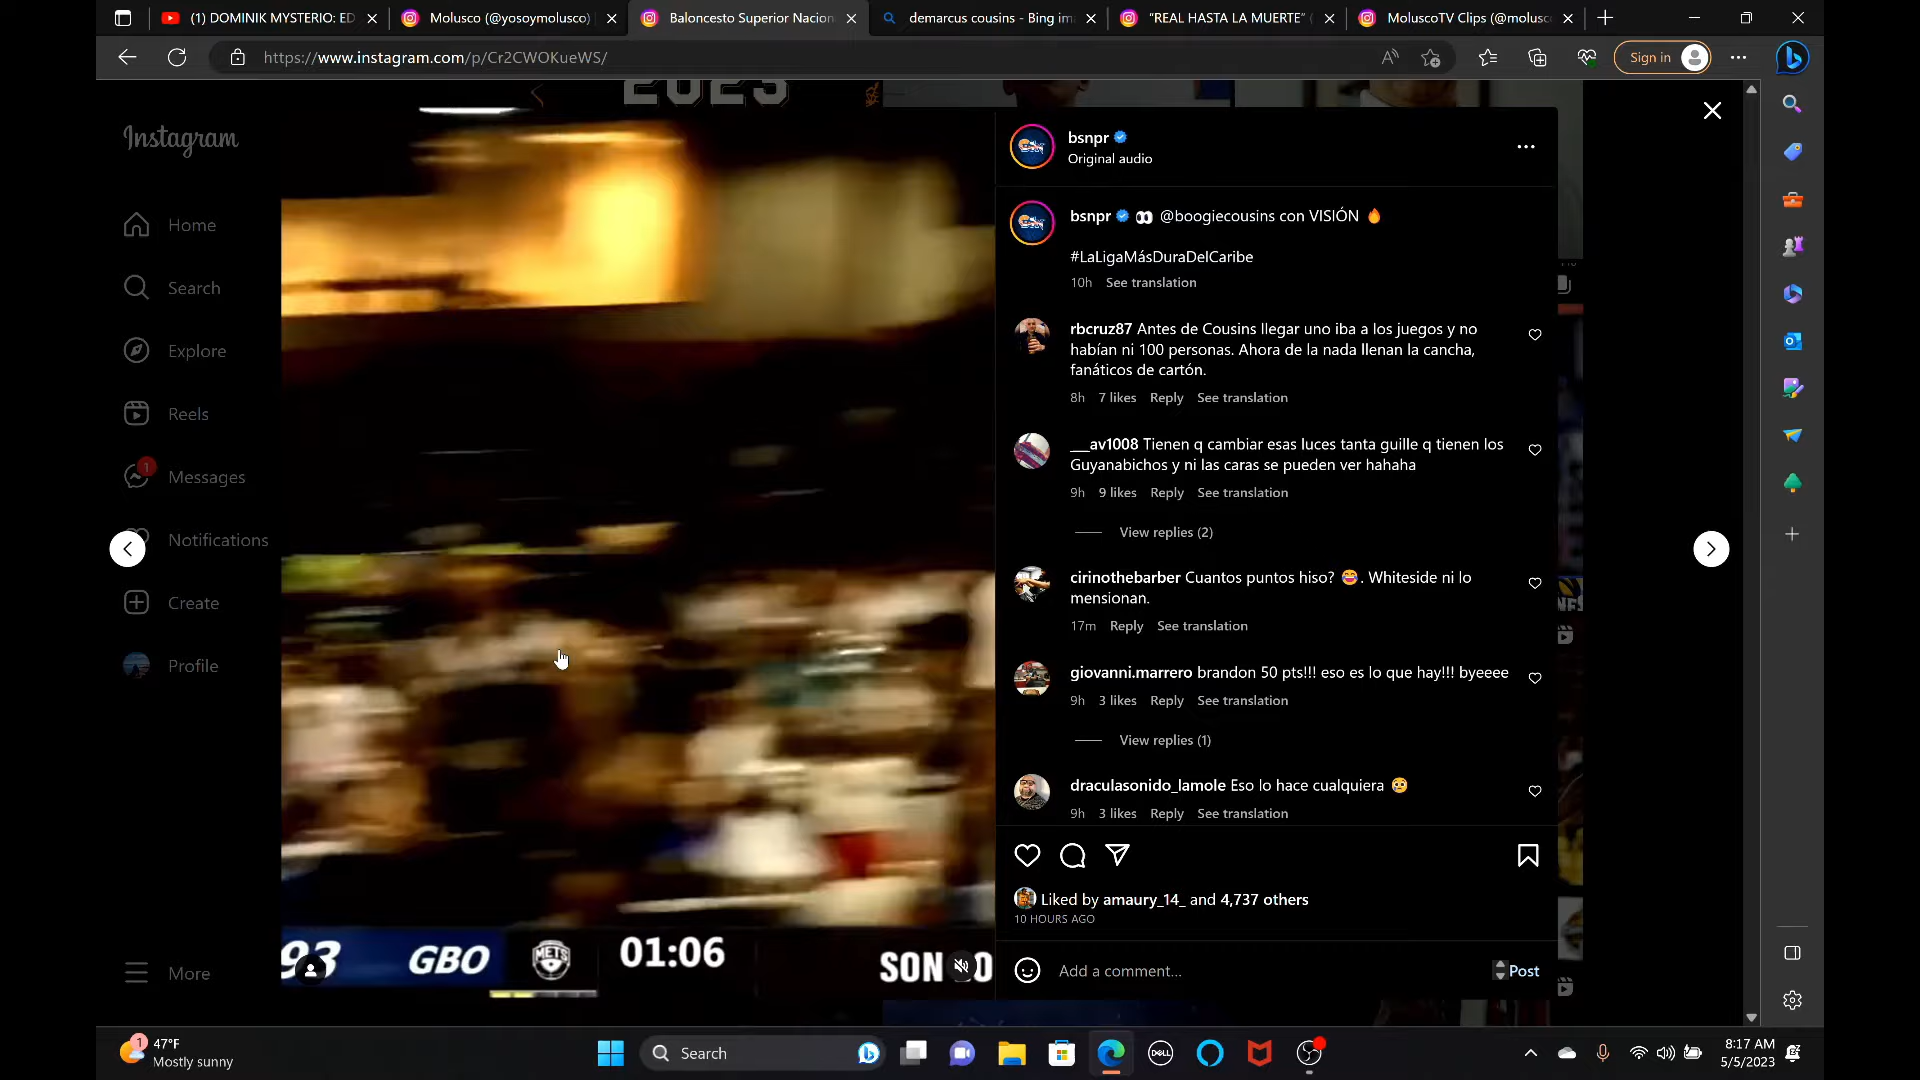 (1) DOMINIK MYSTERIO: ED
Molusco (@yosoymolusco)
Baloncesto Superior Nacion
demarcus cousins - Bing im
"REAL HASTA LA MUERTE" (
MoluscoTV Clips (@molusc
https://www.instagram.com/p/Cr2CWOKueWS/
Sign in
2023
Instagram
Home
Search
Explore
Reels
1
Messages
Notifications
Create
Profile
More
93 GBO METS 01:06
bsnpr
Original audio
bsnpr 👀 @boogiecousins con VISIÓN 🔥
#LaLigaMásDuraDelCaribe
10h See translation
rbcruz87 Antes de Cousins llegar uno iba a los juegos y no
habían ni 100 personas. Ahora de la nada llenan la cancha,
fanáticos de cartón.
8h 7 likes Reply See translation
__av1008 Tienen q cambiar esas luces tanta guille q tienen los
Guyanabichos y ni las caras se pueden ver hahaha
9h 9 likes Reply See translation
View replies (2)
cirinothebarber Cuantos puntos hiso? 😂. Whiteside ni lo
mensionan.
17m Reply See translation
giovanni.marrero brandon 50 pts!!! eso es lo que hay!!! byeeee
9h 3 likes Reply See translation
View replies (1)
draculasonido_lamole Eso lo hace cualquiera 😢
9h 3 likes Reply See translation
Liked by amaury_14_ and 4,737 others
10 HOURS AGO
Add a comment...
Post
1
47°F
Mostly sunny
Search
DELL
8:17 AM
5/5/2023